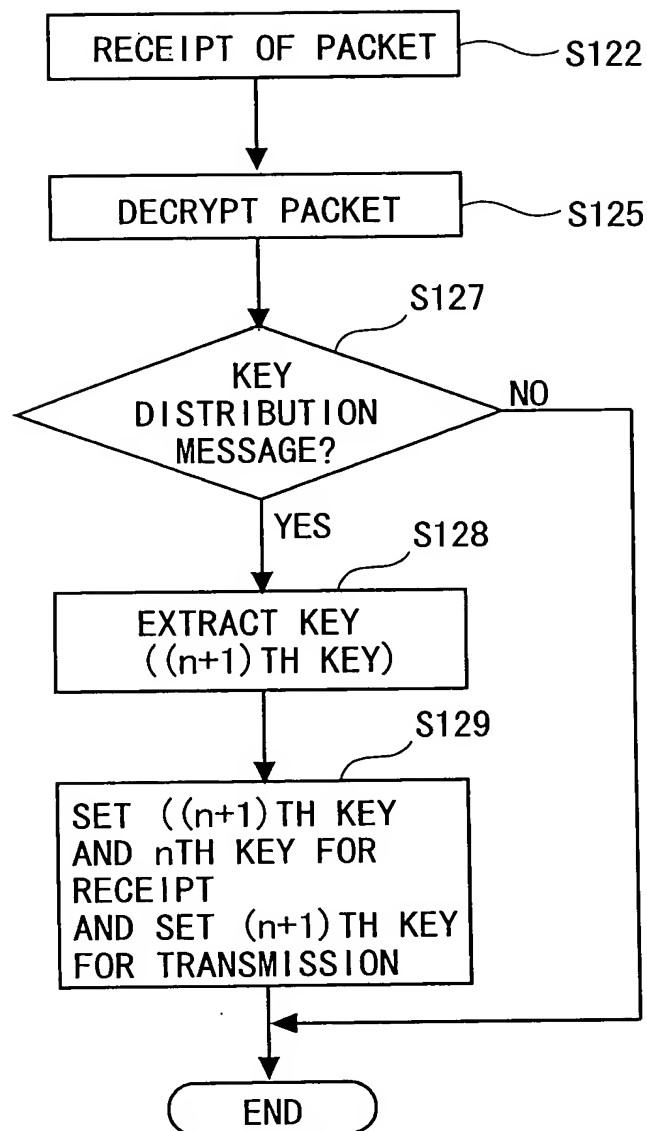 RECEIPT OF PACKET
S122
DECRYPT PACKET
S125
S127
KEY
DISTRIBUTION
MESSAGE?
NO
YES
S128
EXTRACT KEY
((n+1)TH KEY)
S129
SET ((n+1)TH KEY
AND nTH KEY FOR
RECEIPT
AND SET (n+1)TH KEY
FOR TRANSMISSION
END